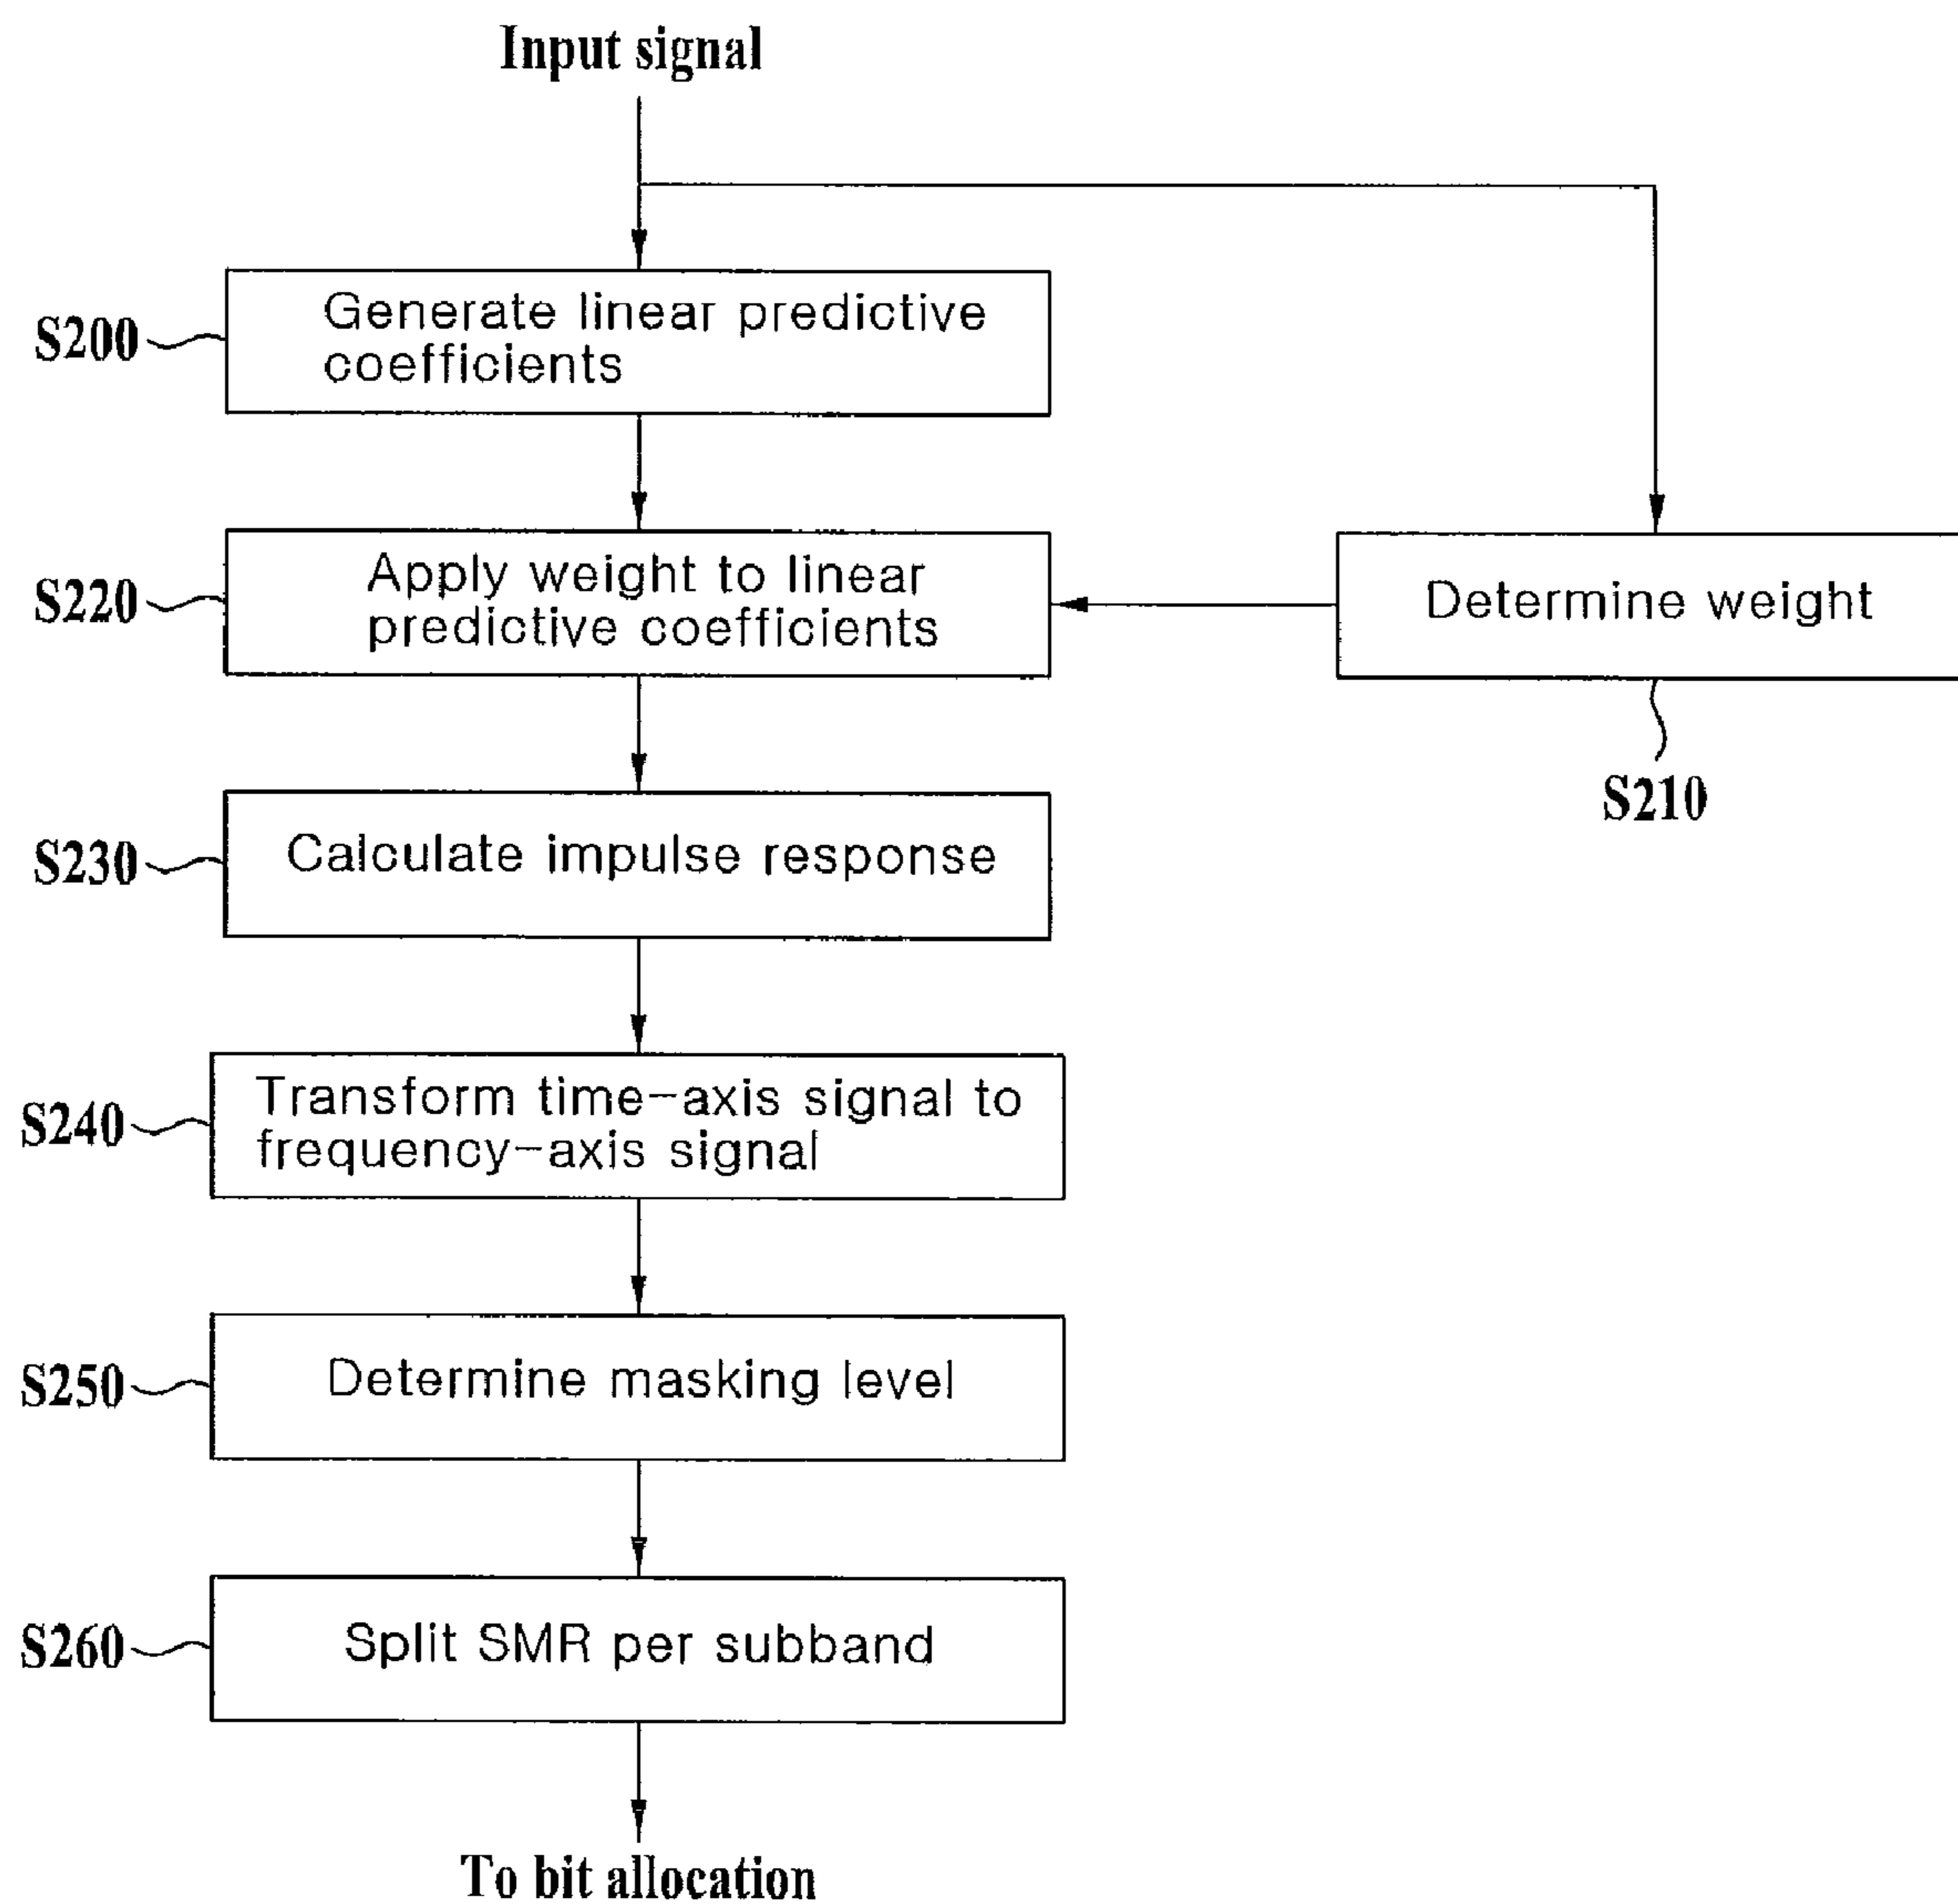 Input signal
S200
Generate linear predictive
coefficients
S220
Apply weight to linear
predictive coefficients
Determine weight
S210
S230
Calculate impulse response
S240
Transform time-axis signal to
frequency-axis signal
S250
Determine masking level
S260
Split SMR per subband
To bit allocation